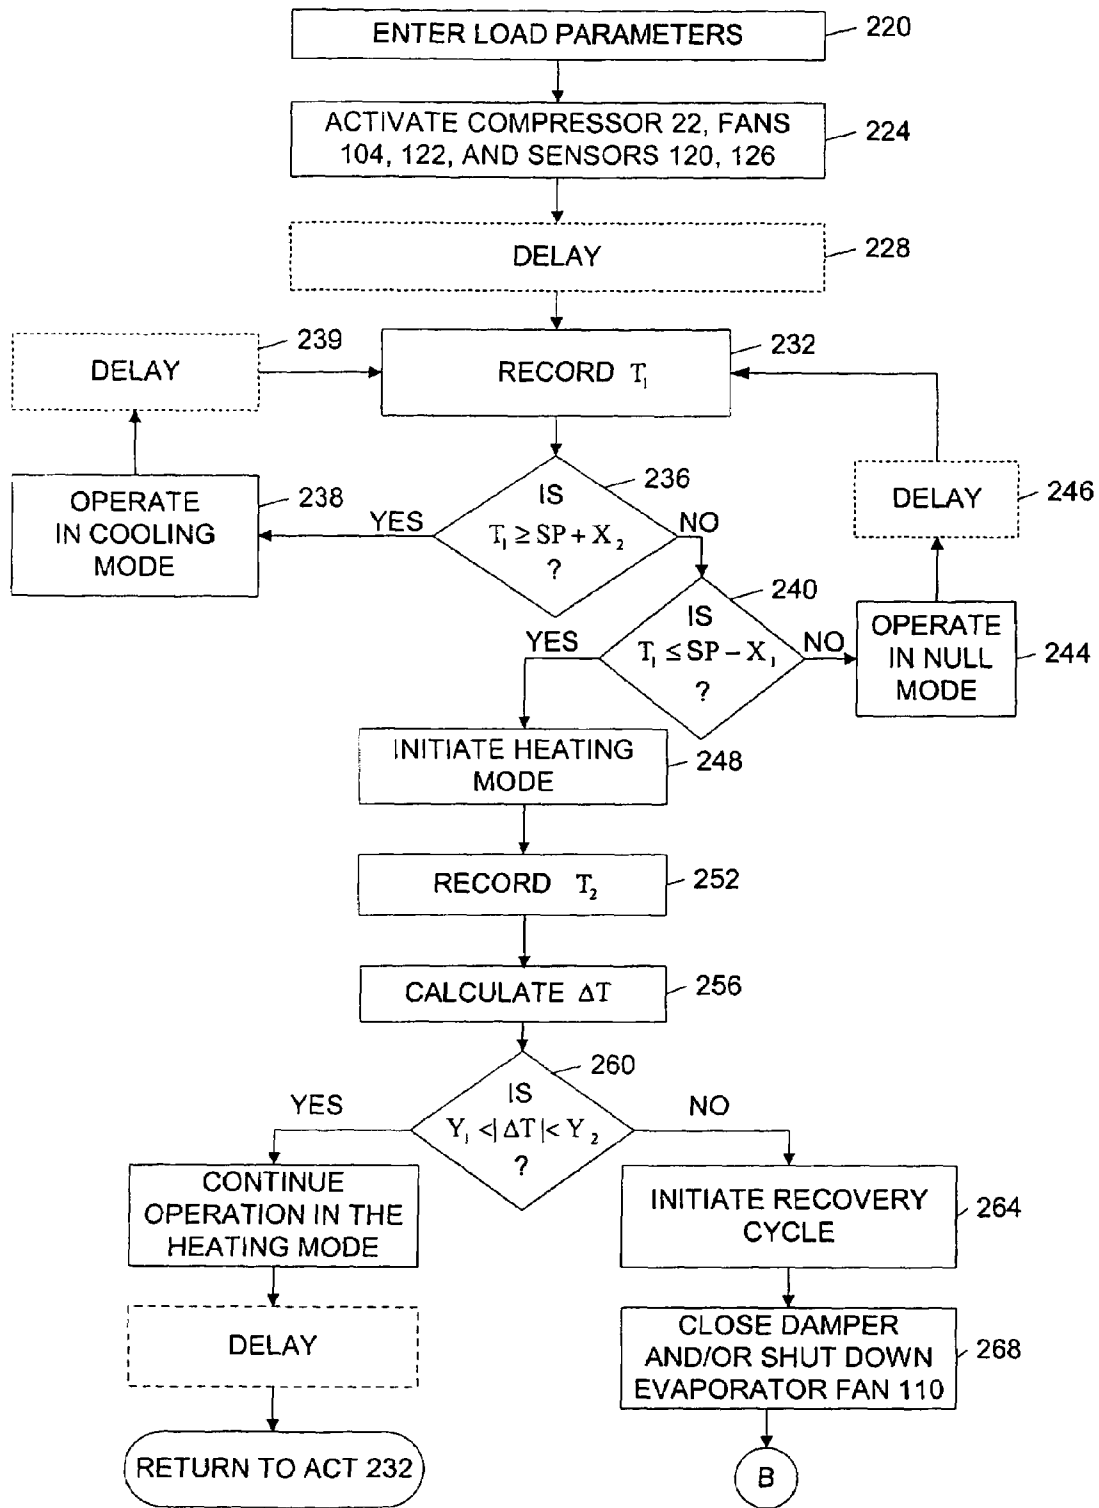 ENTER LOAD PARAMETERS
220
ACTIVATE COMPRESSOR 22, FANS
104, 122, AND SENSORS 120, 126
224
DELAY
228
DELAY
239
RECORD T₁
232
OPERATE
IN COOLING
MODE
238
YES
IS
T₁ ≥ SP + X₂
?
236
NO
DELAY
246
IS
T₁ ≤ SP − X₁
?
240
YES
NO
OPERATE
IN NULL
MODE
244
INITIATE HEATING
MODE
248
RECORD T₂
252
CALCULATE ΔT
256
IS
Y₁ <|ΔT|< Y₂
?
260
YES
NO
CONTINUE
OPERATION IN THE
HEATING MODE
INITIATE RECOVERY
CYCLE
264
DELAY
CLOSE DAMPER
AND/OR SHUT DOWN
EVAPORATOR FAN 110
268
RETURN TO ACT 232
B